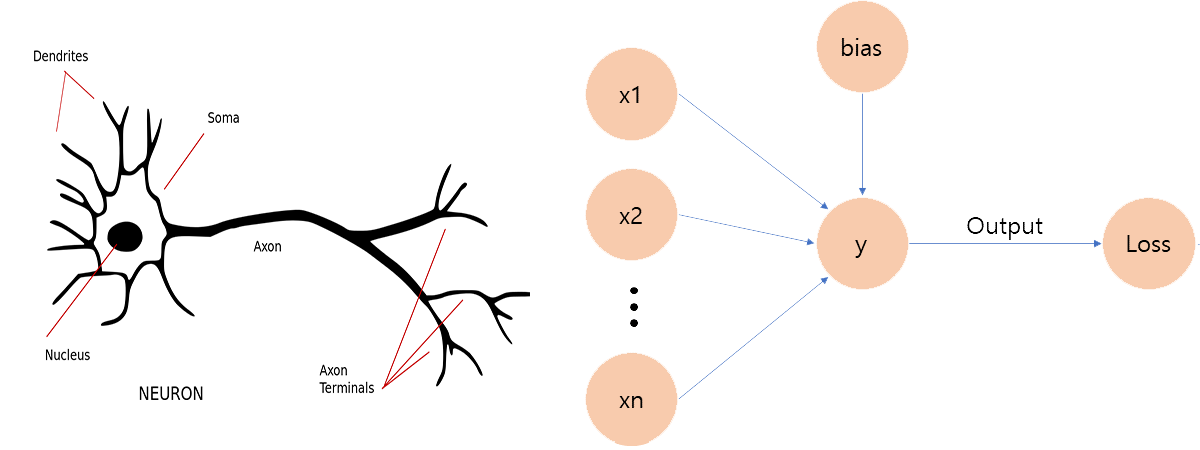 Dendrites
Soma
Axon
Nucleus
Axon
Terminals
NEURON
bias
x1
x2
y
Output
Loss
xn